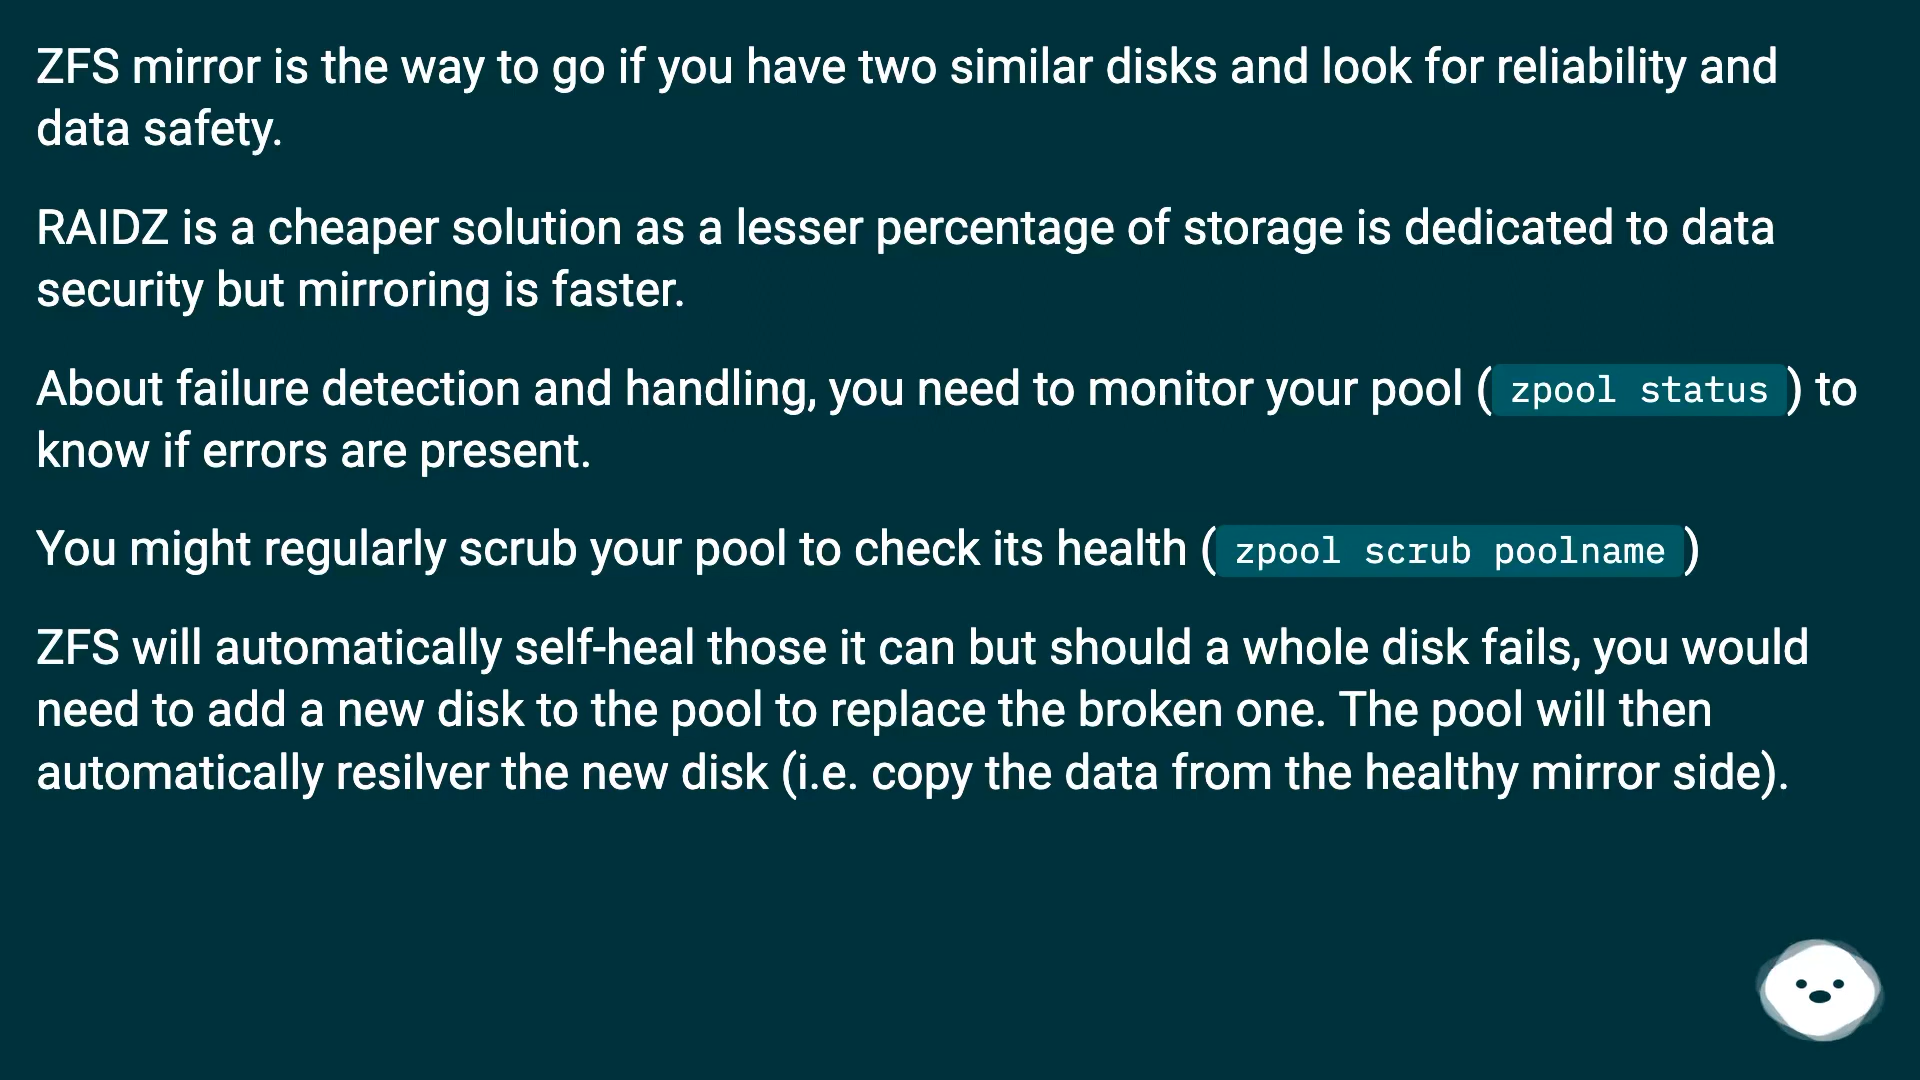 ZFS mirror is the way to go if you have two similar disks and look for reliability and
data safety.
RAIDZ is a cheaper solution as a lesser percentage of storage is dedicated to data
security but mirroring is faster.
About failure detection and handling, you need to monitor your pool ( zpool status ) to
know if errors are present.
You might regularly scrub your pool to check its health ( zpool scrub poolname )
ZFS will automatically self-heal those it can but should a whole disk fails, you would
need to add a new disk to the pool to replace the broken one. The pool will then
automatically resilver the new disk (i.e. copy the data from the healthy mirror side).